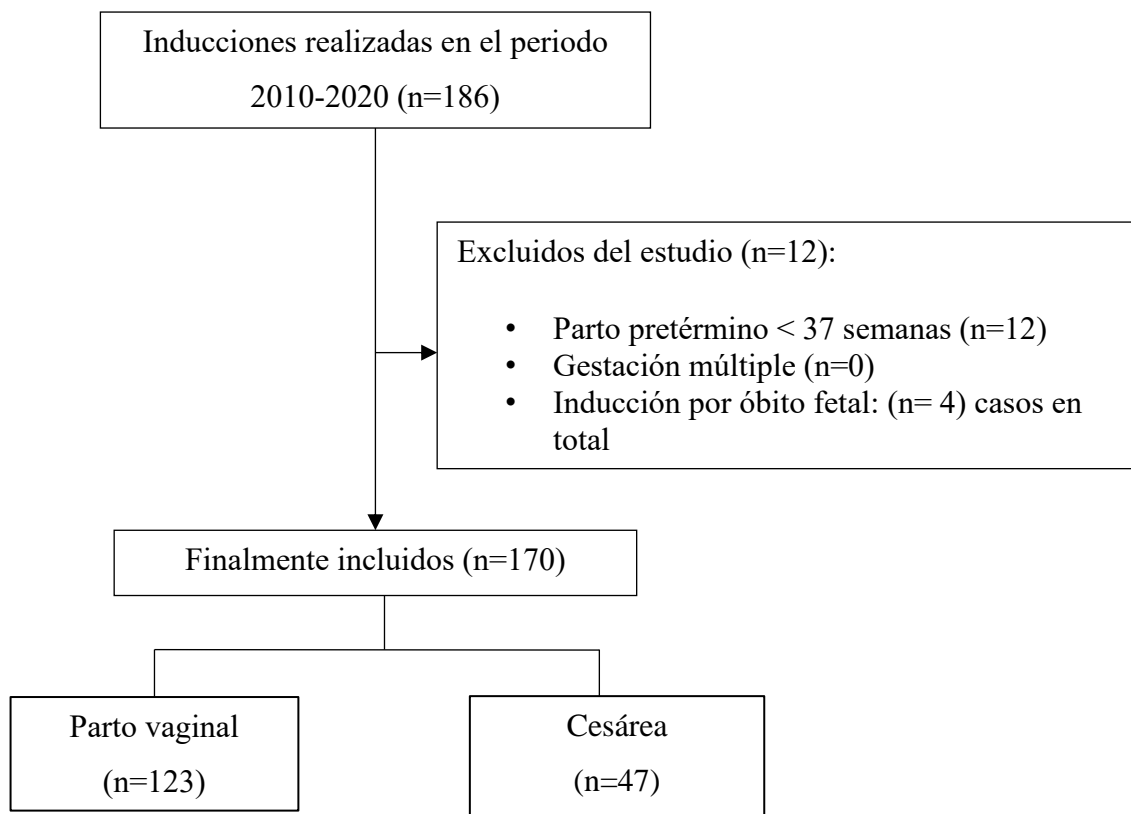 Inducciones realizadas en el periodo
2010-2020 (n=186)
Excluidos del estudio (n=12):
• Parto pretérmino < 37 semanas (n=12)
• Gestación múltiple (n=0)
• Inducción por óbito fetal: (n= 4) casos en
total
Finalmente incluidos (n=170)
Parto vaginal
(n=123)
Cesárea
(n=47)